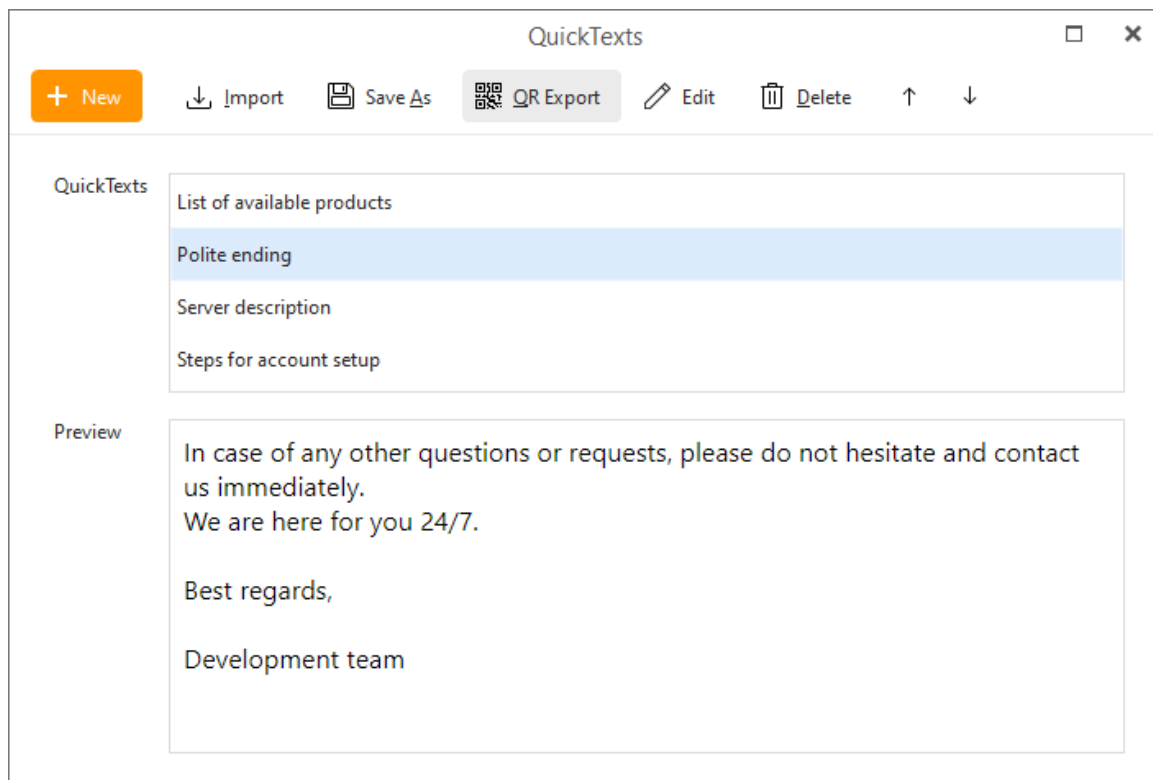 QuickTexts
New Import Save As QR Export Edit Delete
QuickTexts
List of available products
Polite ending
Server description
Steps for account setup
Preview
In case of any other questions or requests, please do not hesitate and contact
us immediately.
We are here for you 24/7.
Best regards,
Development team